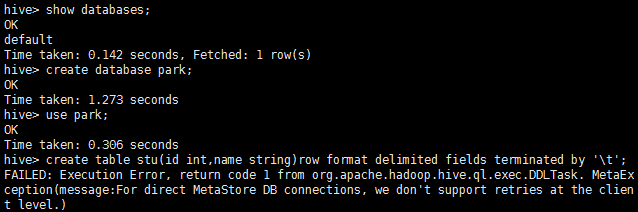 hive> show databases;
OK
default
Time taken: 0.142 seconds, Fetched: 1 row(s)
hive> create database park;
OK
Time taken: 1.273 seconds
hive> use park;
OK
Time taken: 0.306 seconds
hive> create table stu(id int,name string)row format delimited fields terminated by '\t';
FAILED: Execution Error, return code 1 from org.apache.hadoop.hive.ql.exec.DDLTask. MetaEx
ception(message:For direct MetaStore DB connections, we don't support retries at the clien
t level.)